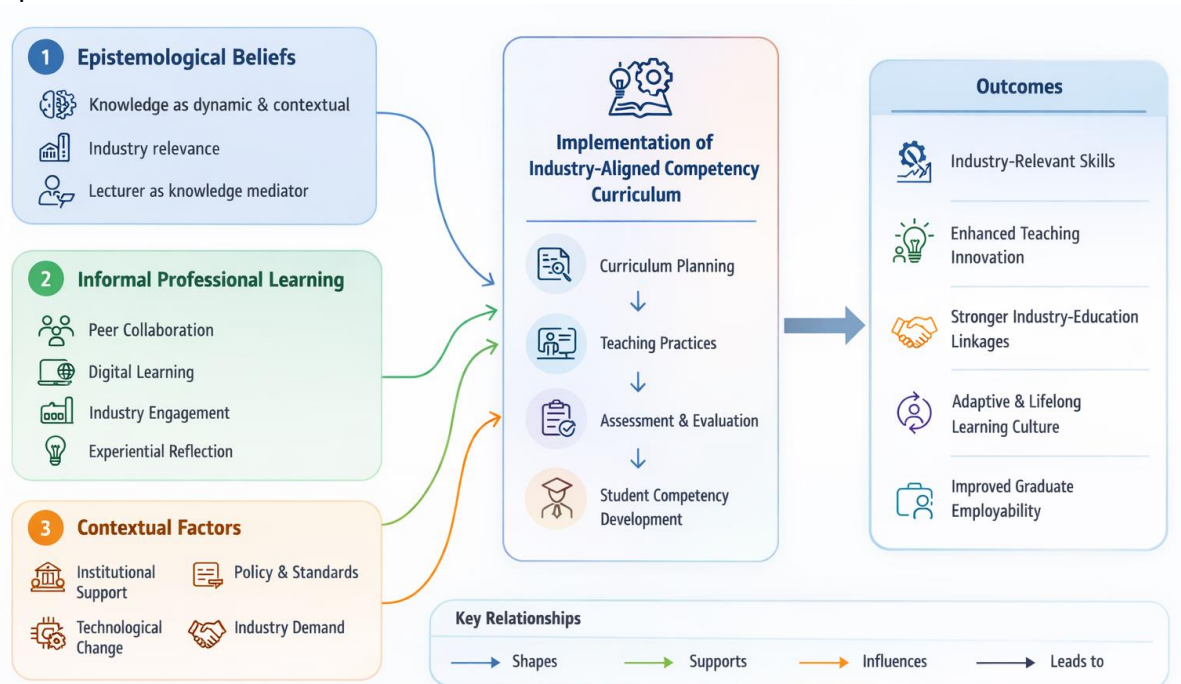 1 Epistemological Beliefs
Knowledge as dynamic & contextual
Industry relevance
Lecturer as knowledge mediator
2 Informal Professional Learning
Peer Collaboration
Digital Learning
Industry Engagement
Experiential Reflection
3 Contextual Factors
Institutional
Support
Policy & Standards
Technological
Change
Industry Demand
Implementation of
Industry-Aligned Competency
Curriculum
Curriculum Planning
Teaching Practices
Assessment & Evaluation
Student Competency
Development
Outcomes
Industry-Relevant Skills
Enhanced Teaching
Innovation
Stronger Industry-Education
Linkages
Adaptive & Lifelong
Learning Culture
Improved Graduate
Employability
Key Relationships
Shapes
Supports
Influences
Leads to